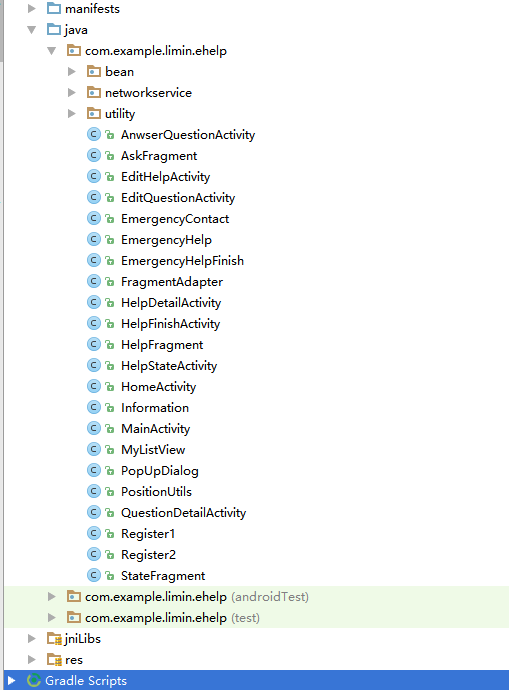 manifests
java
com.example.limin.ehelp
bean
networkservice
utility
AnwserQuestionActivity
AskFragment
EditHelpActivity
EditQuestionActivity
EmergencyContact
EmergencyHelp
EmergencyHelpFinish
FragmentAdapter
HelpDetailActivity
HelpFinishActivity
HelpFragment
HelpStateActivity
HomeActivity
Information
MainActivity
MyListView
PopUpDialog
PositionUtils
QuestionDetailActivity
Register1
Register2
StateFragment
com.example.limin.ehelp (androidTest)
com.example.limin.ehelp (test)
jniLibs
res
Gradle Scripts